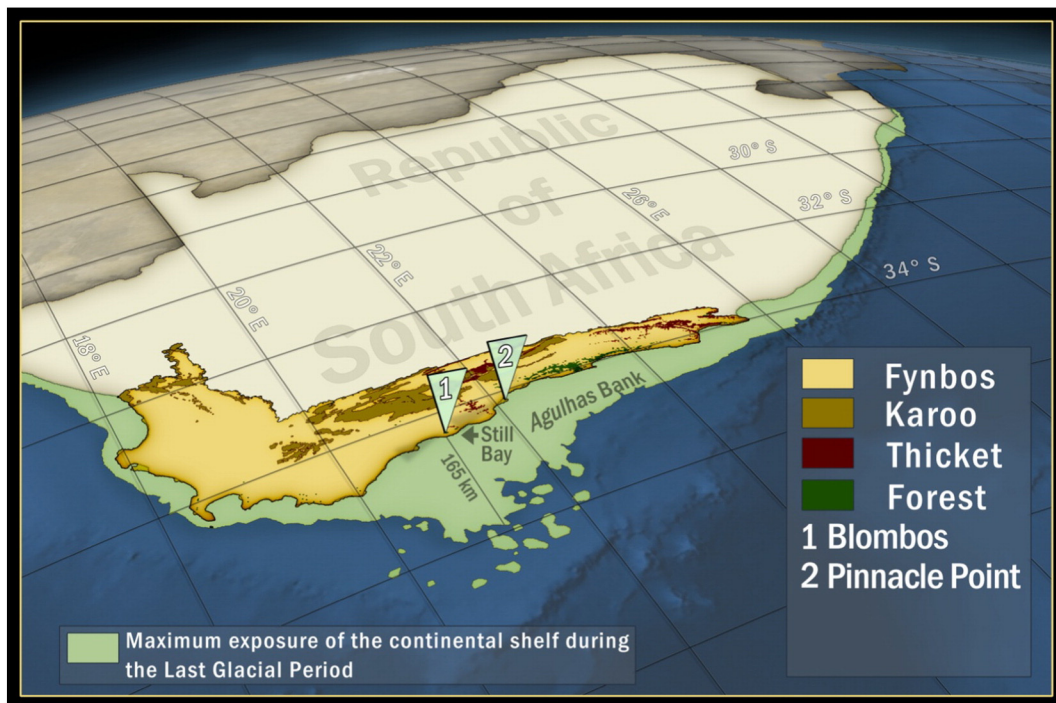 Republic
of
South Africa
30° S
32° S
34° S
26° E
22° E
20° E
18° E
1
2
Still
Bay
165 km
Agulhas Bank
Fynbos
Karoo
Thicket
Forest
1 Blombos
2 Pinnacle Point
Maximum exposure of the continental shelf during
the Last Glacial Period